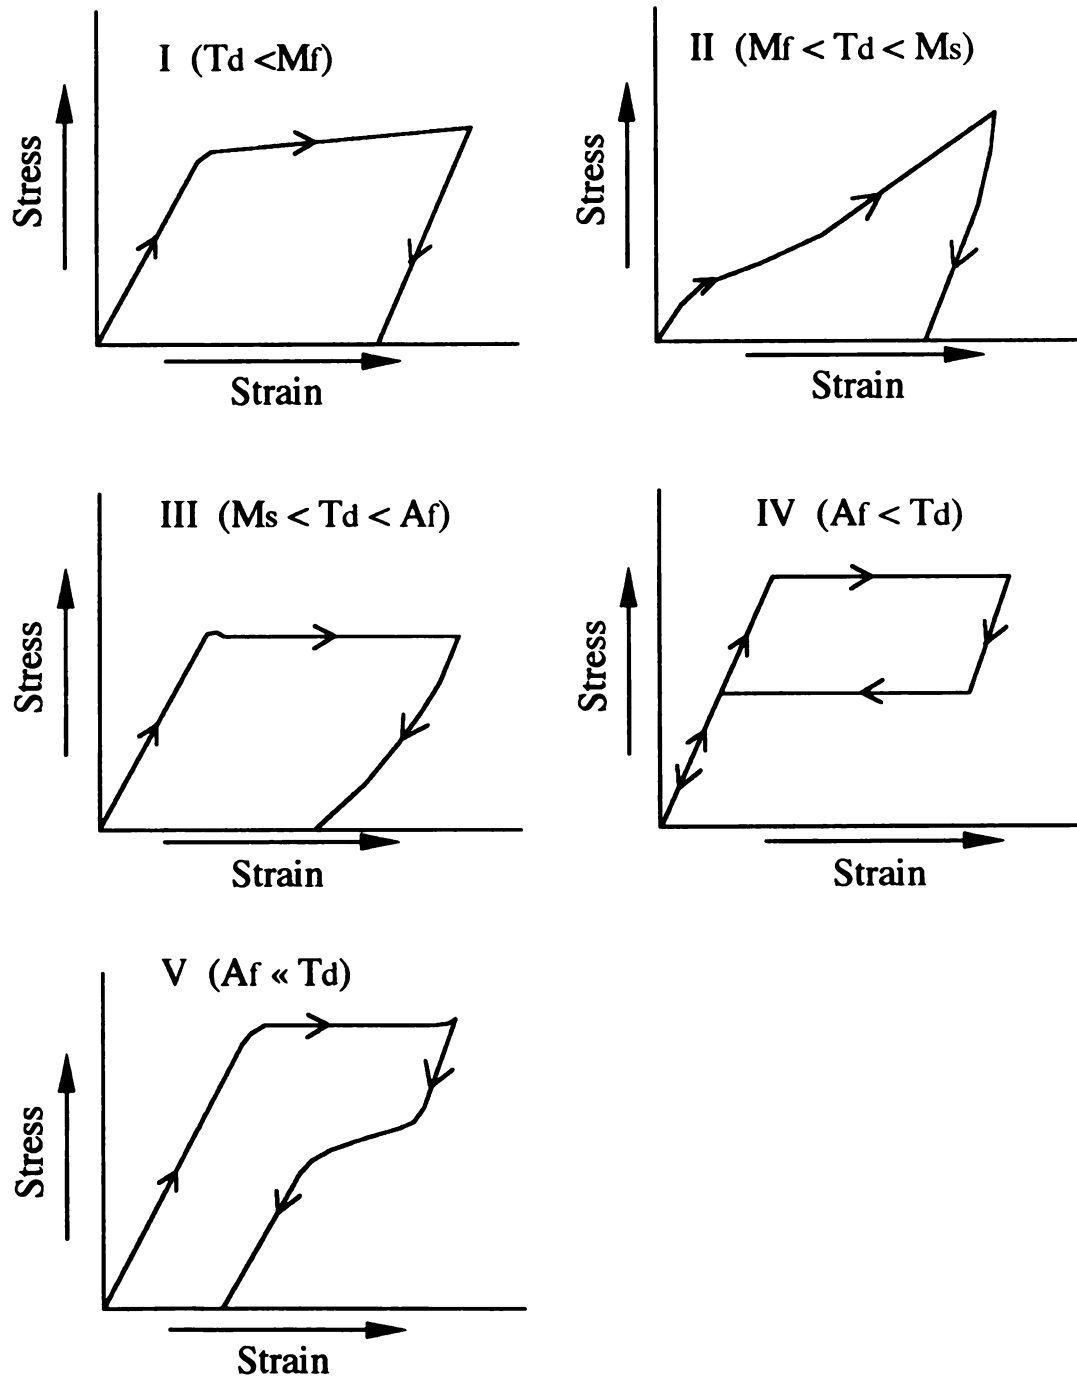 I (Td <Mf)
Stress
Strain
II (Mf < Td < Ms)
Stress
Strain
III (Ms < Td < Af)
Stress
Strain
IV (Af < Td)
Stress
Strain
V (Af « Td)
Stress
Strain